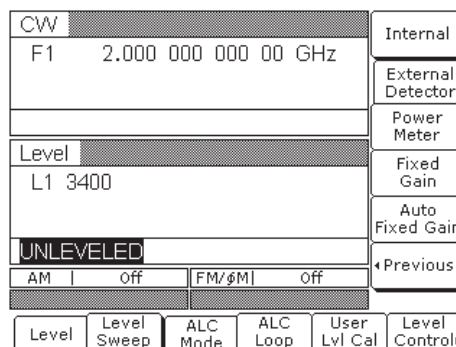 CW
F1 2.000 000 000 00 GHz
Level
L1 3400
UNLEVELED
AM | Off FM/ϕM| Off
Internal
External
Detector
Power
Meter
Fixed
Gain
Auto
Fixed Gain
◂Previous
Level
Level
Sweep
ALC
Mode
ALC
Loop
User
Lvl Cal
Level
Control